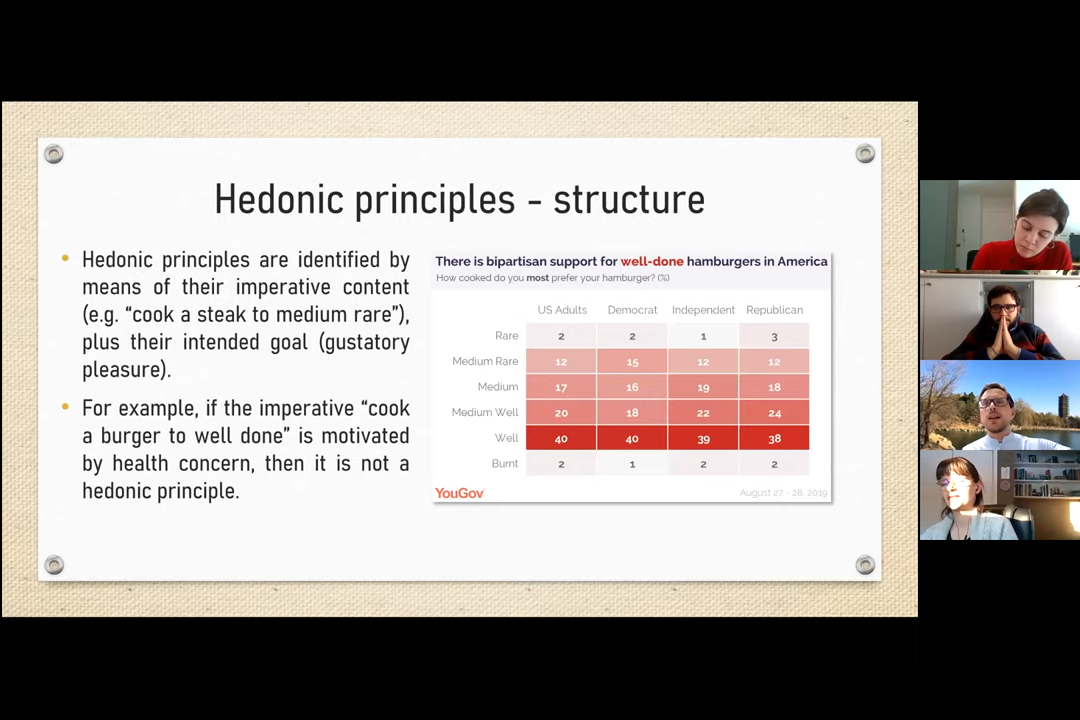 Hedonic principles - structure
• Hedonic principles are identified by
means of their imperative content
(e.g. “cook a steak to medium rare”),
plus their intended goal (gustatory
pleasure).
• For example, if the imperative “cook
a burger to well done” is motivated
by health concern, then it is not a
hedonic principle.
There is bipartisan support for well-done hamburgers in America
How cooked do you most prefer your hamburger? (%)
US Adults Democrat Independent Republican
Rare 2 2 1 3
Medium Rare 12 15 12 12
Medium 17 16 19 18
Medium Well 20 18 22 24
Well 40 40 39 38
Burnt 2 1 2 2
YouGov August 27 - 28, 2019